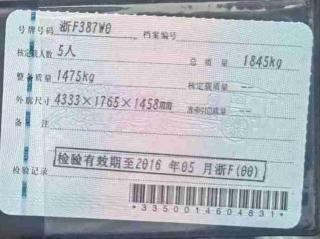 号牌号码 浙F387W0 档案编号
核定载人数 5人 总质量 1845kg
整备质量 1475kg 核定载质量 --
外廓尺寸 4333×1765×1458mm 准牵引总质量 --
备注
检验有效期至2016年05月浙F(00)
检验记录
*3350014604831*